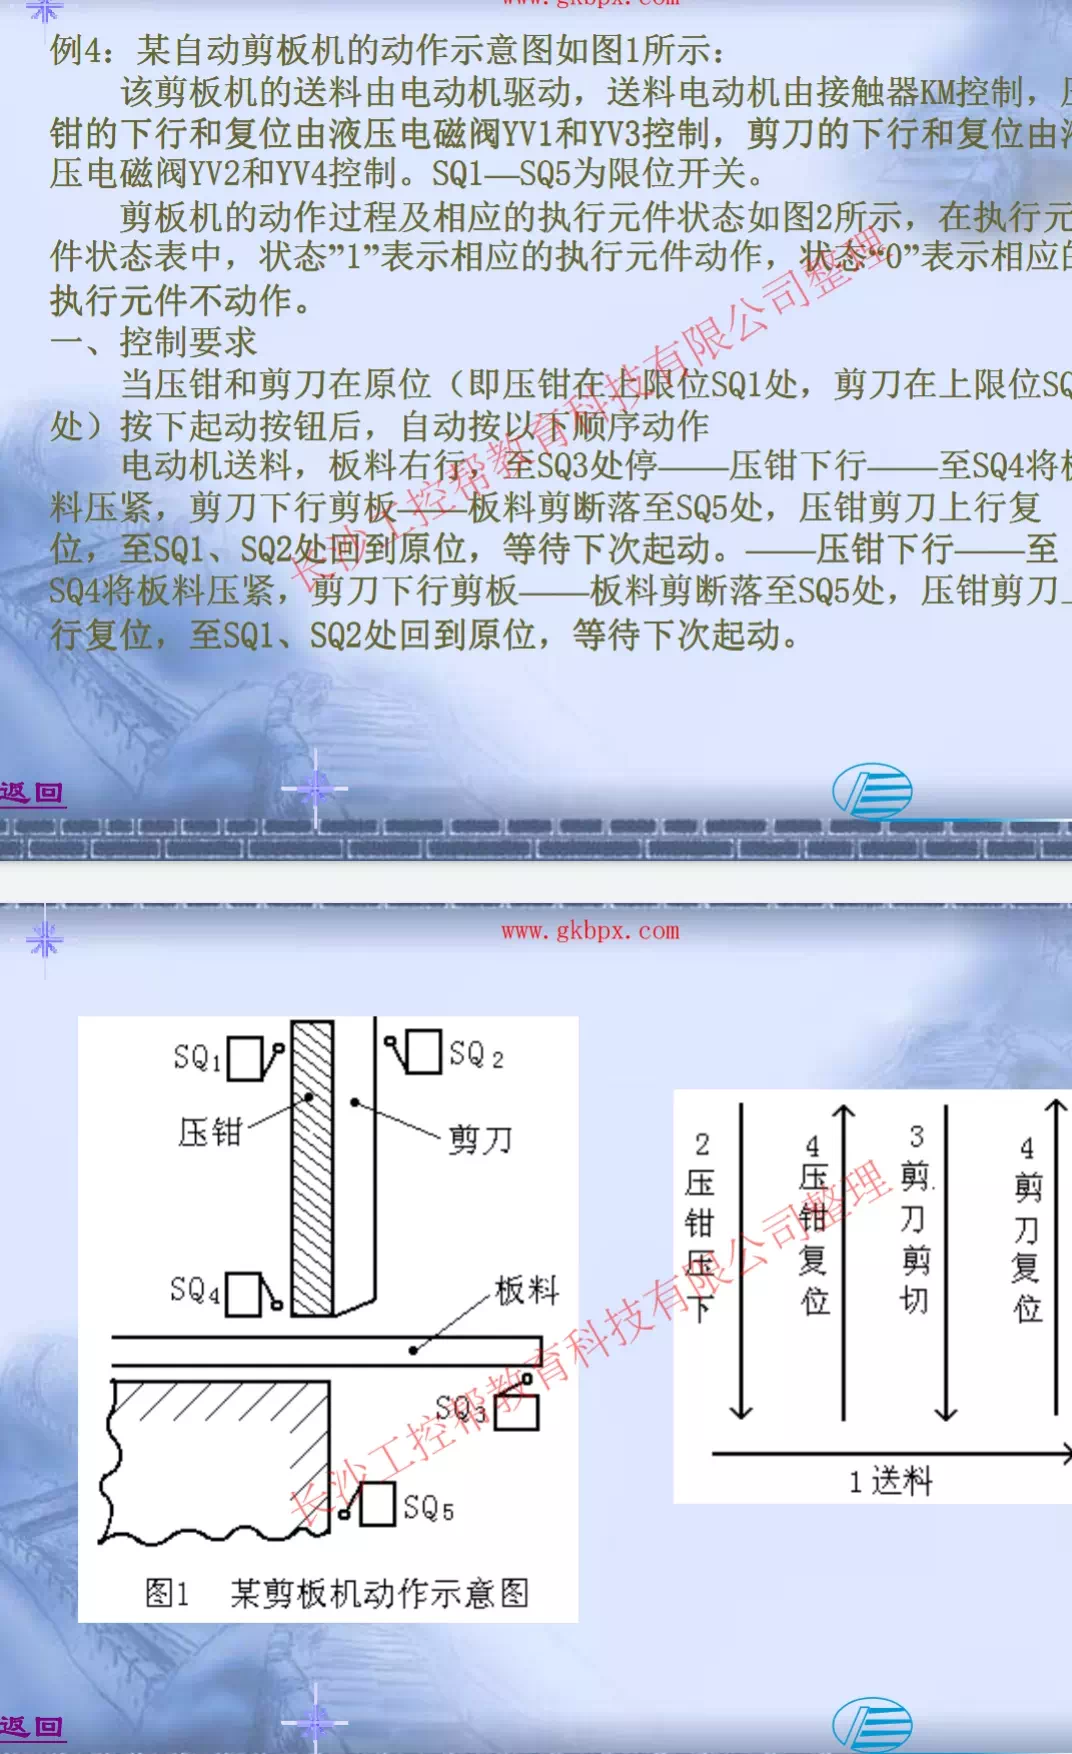 www.gkbpx.com
例4：某自动剪板机的动作示意图如图1所示：
该剪板机的送料由电动机驱动，送料电动机由接触器KM控制，
钳的下行和复位由液压电磁阀YV1和YV3控制，剪刀的下行和复位由
压电磁阀YV2和YV4控制。SQ1—SQ5为限位开关。
剪板机的动作过程及相应的执行元件状态如图2所示，在执行元
件状态表中，状态”1”表示相应的执行元件动作，状态“0”表示相应的
执行元件不动作。
一、控制要求
当压钳和剪刀在原位（即压钳在上限位SQ1处，剪刀在上限位SQ
处）按下起动按钮后，自动按以下顺序动作
电动机送料，板料右行，至SQ3处停——压钳下行——至SQ4将板
料压紧，剪刀下行剪板——板料剪断落至SQ5处，压钳剪刀上行复
位，至SQ1、SQ2处回到原位，等待下次起动。——压钳下行——至
SQ4将板料压紧，剪刀下行剪板——板料剪断落至SQ5处，压钳剪刀上
行复位，至SQ1、SQ2处回到原位，等待下次起动。
长沙工控帮教育科技有限公司整理
返回
www.gkbpx.com
SQ1
SQ2
压钳
剪刀
SQ4
板料
SQ3
SQ5
图1 某剪板机动作示意图
2压钳压下
4压钳复位
3剪刀剪切
4剪刀复位
1送料
长沙工控帮教育科技有限公司整理
返回